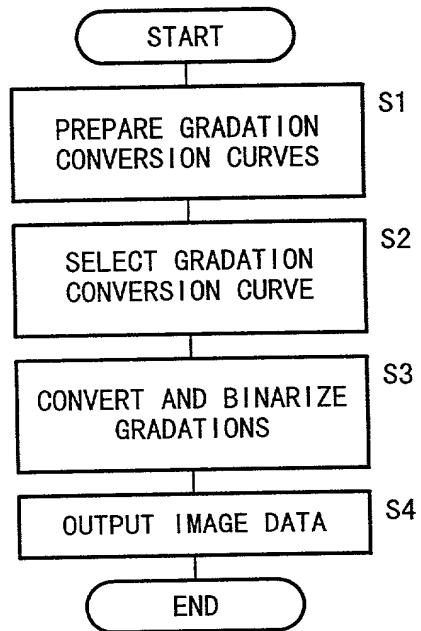 START
S1
PREPARE GRADATION
CONVERSION CURVES
S2
SELECT GRADATION
CONVERSION CURVE
S3
CONVERT AND BINARIZE
GRADATIONS
S4
OUTPUT IMAGE DATA
END